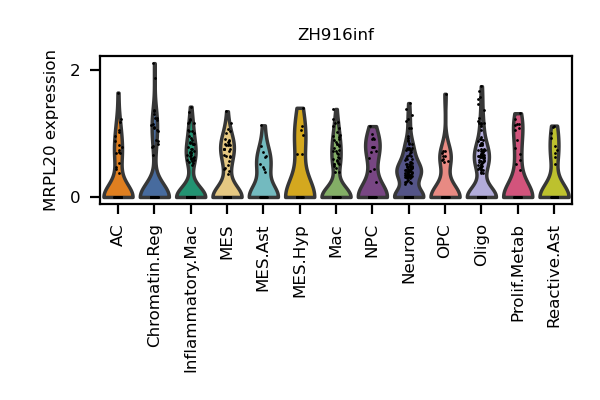 ZH916inf
MRPL20 expression
2
0
AC
Chromatin.Reg
Inflammatory.Mac
MES
MES.Ast
MES.Hyp
Mac
NPC
Neuron
OPC
Oligo
Prolif.Metab
Reactive.Ast